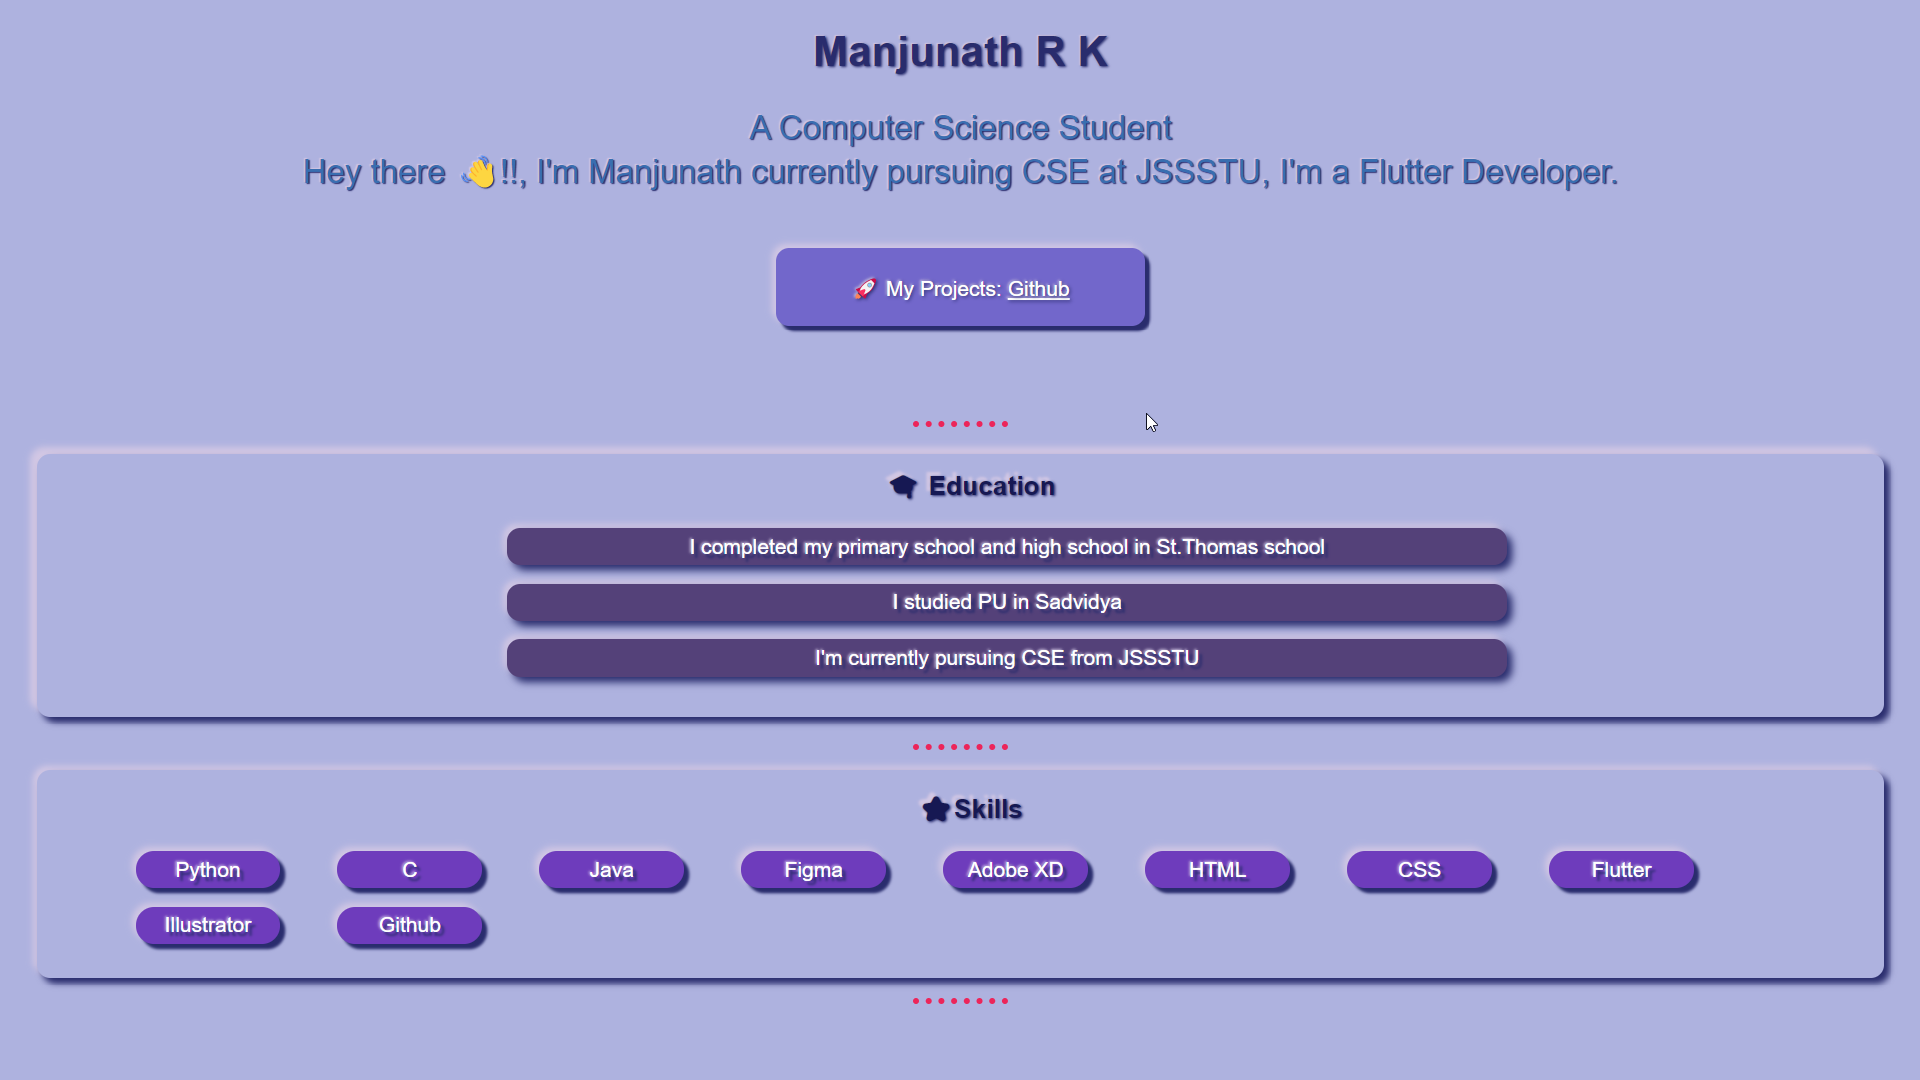 Manjunath R K
A Computer Science Student
Hey there 👋!!, I'm Manjunath currently pursuing CSE at JSSSTU, I'm a Flutter Developer.
🚀 My Projects: Github
Education
I completed my primary school and high school in St.Thomas school
I studied PU in Sadvidya
I'm currently pursuing CSE from JSSSTU
Skills
Python C Java Figma Adobe XD HTML CSS Flutter
Illustrator Github